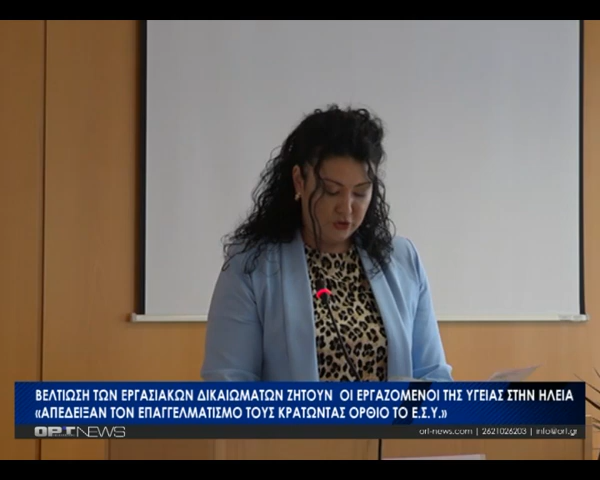 ΒΕΛΤΙΩΣΗ ΤΩΝ ΕΡΓΑΣΙΑΚΩΝ ΔΙΚΑΙΩΜΑΤΩΝ ΖΗΤΟΥΝ ΟΙ ΕΡΓΑΖΟΜΕΝΟΙ ΤΗΣ ΥΓΕΙΑΣ ΣΤΗΝ ΗΛΕΙΑ
«ΑΠΕΔΕΙΞΑΝ ΤΟΝ ΕΠΑΓΓΕΛΜΑΤΙΣΜΟ ΤΟΥΣ ΚΡΑΤΩΝΤΑΣ ΟΡΘΙΟ ΤΟ Ε.Σ.Υ.»
ORT NEWS
ort-news.com | 2621026203 | info@ort.gr